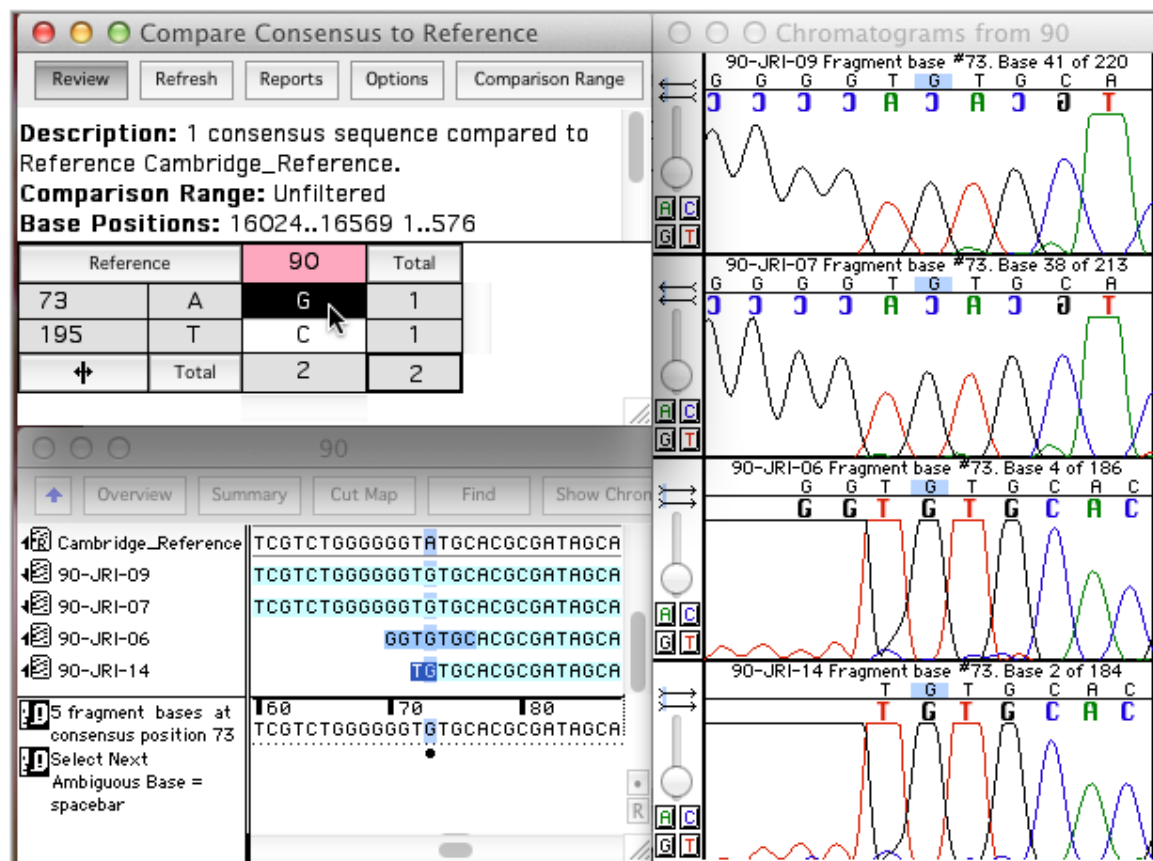 Compare Consensus to Reference
Review Refresh Reports Options Comparison Range
Description: 1 consensus sequence compared to
Reference Cambridge_Reference.
Comparison Range: Unfiltered
Base Positions: 16024..16569 1..576
Reference 90 Total
73 A G 1
195 T C 1
Total 2 2
90
Overview Summary Cut Map Find Show Chron
Cambridge_Reference TCGTCTGGGGGGTATGCACGCGATAGCA
90-JRI-09 TCGTCTGGGGGGTGTGCACGCGATAGCA
90-JRI-07 TCGTCTGGGGGGTGTGCACGCGATAGCA
90-JRI-06 GGTGTGCACGCGATAGCA
90-JRI-14 TGTGCACGCGATAGCA
60 70 80
TCGTCTGGGGGGTGTGCACGCGATAGCA
5 fragment bases at
consensus position 73
Select Next
Ambiguous Base =
spacebar
R
Chromatograms from 90
90-JRI-09 Fragment base #73. Base 41 of 220
G G G G T G T G C A
C C C C A C A C G T
A C
G T
90-JRI-07 Fragment base #73. Base 38 of 213
G G G G T G T G C A
C C C C A C A C G T
A C
G T
90-JRI-06 Fragment base #73. Base 4 of 186
G G T G T G C A C
G G T G T G C A C
A C
G T
90-JRI-14 Fragment base #73. Base 2 of 184
T G T G C A C
T G T G C A C
A C
G T